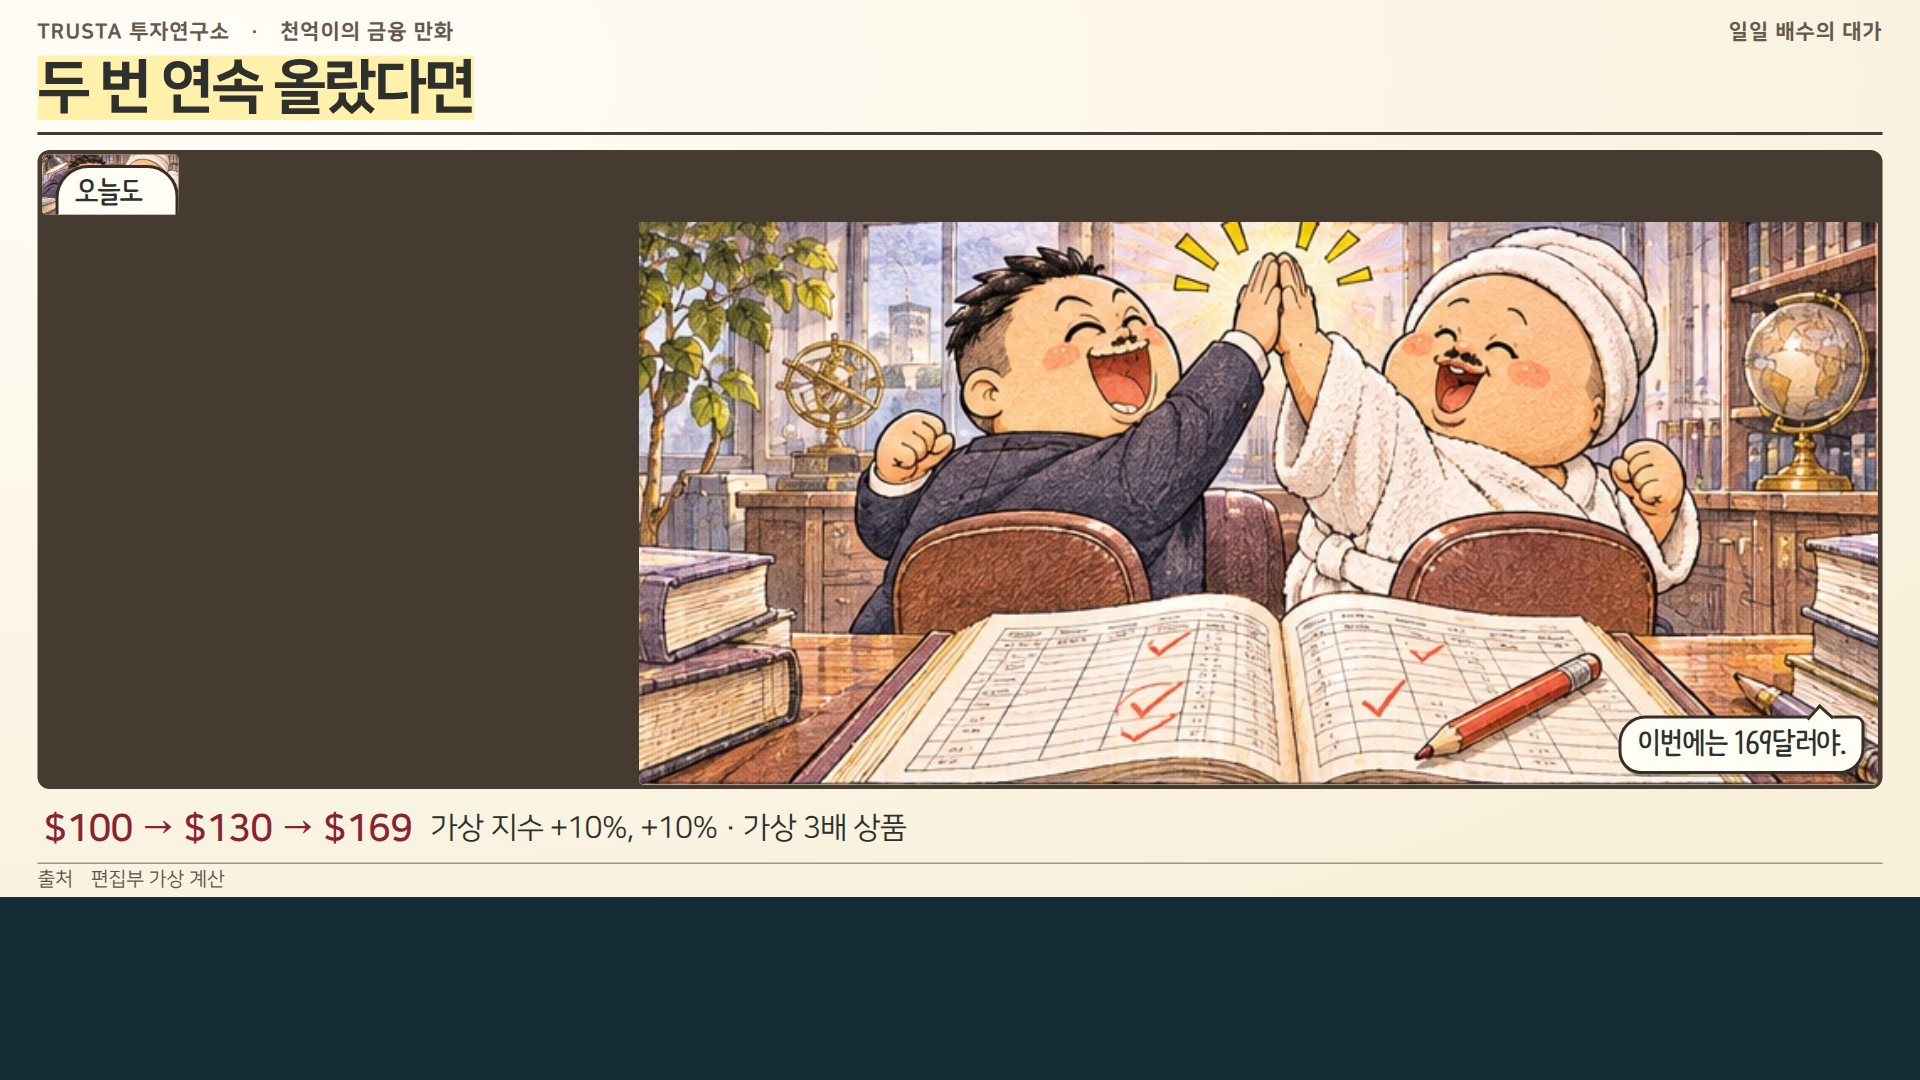 TRUSTA 투자연구소 · 천억이의 금융 만화
일일 배수의 대가
두 번 연속 올랐다면
오늘도
이번에는 169달러야.
$100 → $130 → $169 가상 지수 +10%, +10% · 가상 3배 상품
출처 편집부 가상 계산